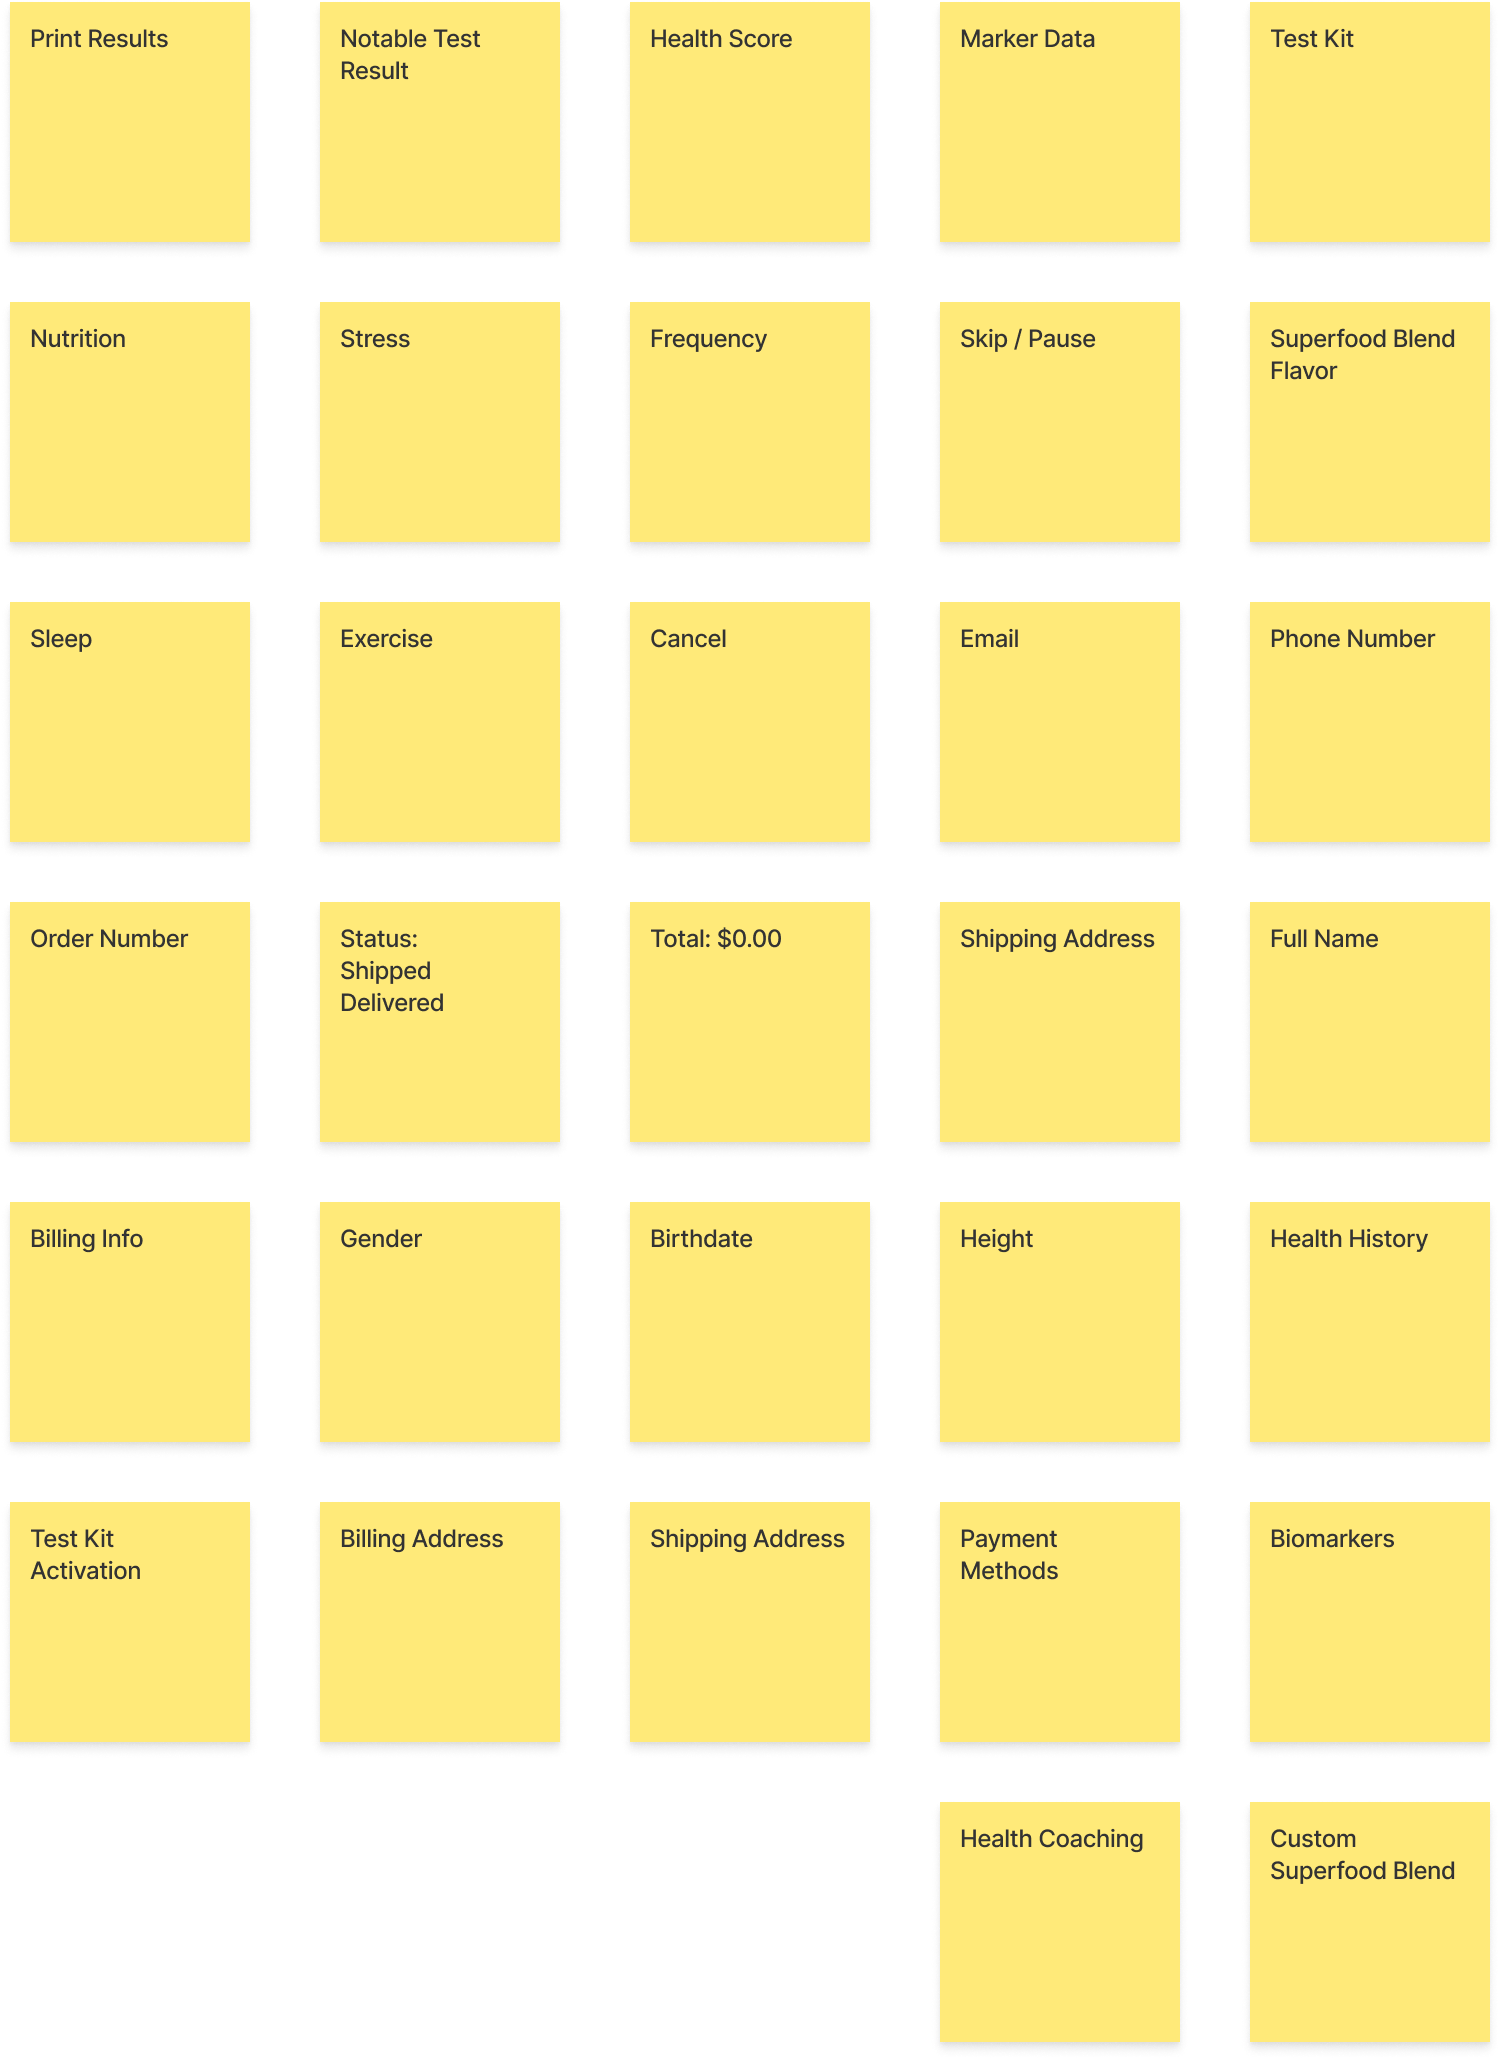 Print Results
Notable Test
Result
Health Score
Marker Data
Test Kit
Nutrition
Stress
Frequency
Skip / Pause
Superfood Blend
Flavor
Sleep
Exercise
Cancel
Email
Phone Number
Order Number
Status:
Shipped
Delivered
Total: $0.00
Shipping Address
Full Name
Billing Info
Gender
Birthdate
Height
Health History
Test Kit
Activation
Billing Address
Shipping Address
Payment
Methods
Biomarkers
Health Coaching
Custom
Superfood Blend